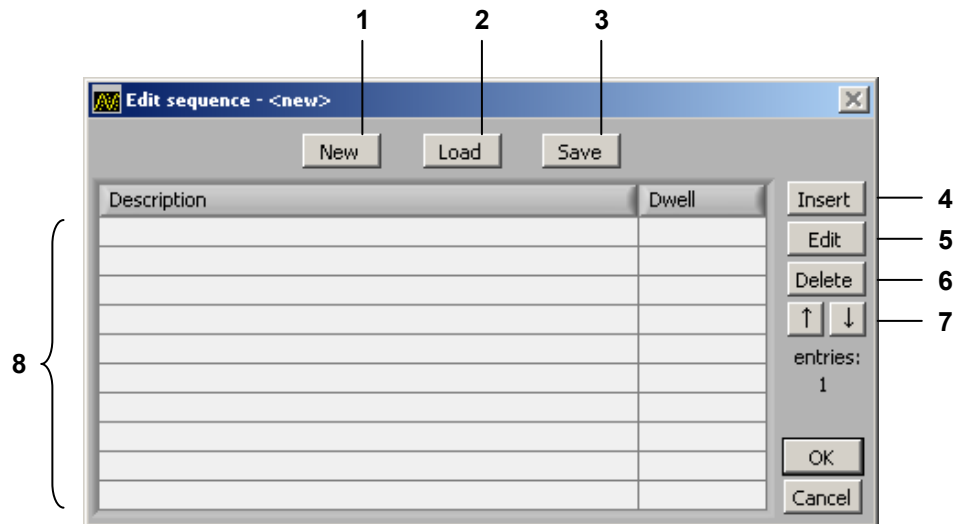 1 2 3
Edit sequence - <new>
New Load Save
Description Dwell Insert 4
Edit 5
Delete 6
↑ ↓ 7
8 entries:
1
OK
Cancel